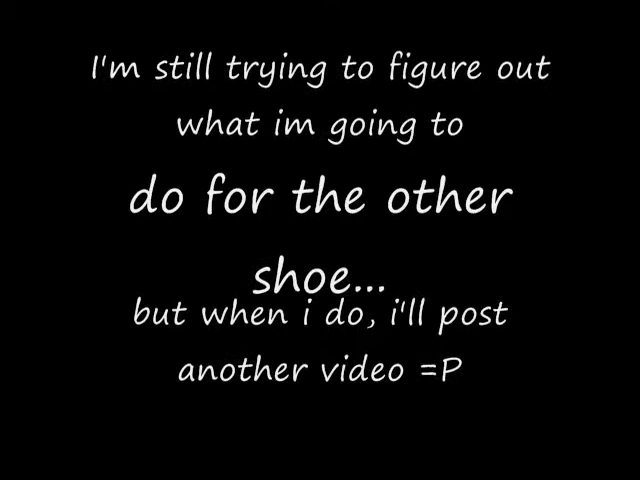 I'm still trying to figure out
what im going to
do for the other
shoe...
but when i do, i'll post
another video =P